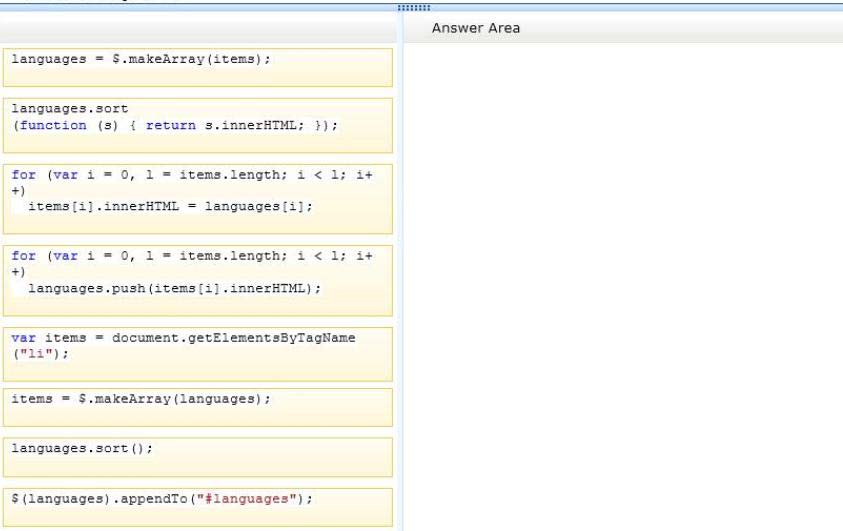 Answer Area
languages = $.makeArray(items);
languages.sort
(function (s) { return s.innerHTML; });
for (var i = 0, l = items.length; i < l; i+
+)
items[i].innerHTML = languages[i];
for (var i = 0, l = items.length; i < l; i+
+)
languages.push(items[i].innerHTML);
var items = document.getElementsByTagName
("li");
items = $.makeArray(languages);
languages.sort();
$(languages).appendTo("#languages");